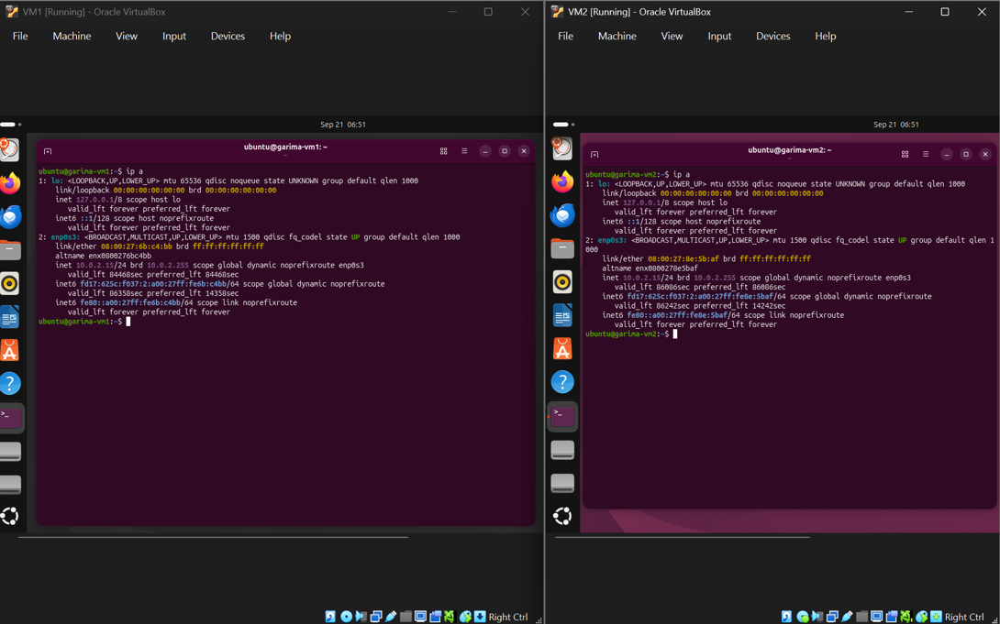 VM1 [Running] - Oracle VirtualBox
File Machine View Input Devices Help
Sep 21 06:51
ubuntu@garima-vm1: ~
ubuntu@garima-vm1:~$ ip a
1: lo: <LOOPBACK,UP,LOWER_UP> mtu 65536 qdisc noqueue state UNKNOWN group default qlen 1000
link/loopback 00:00:00:00:00:00 brd 00:00:00:00:00:00
inet 127.0.0.1/8 scope host lo
valid_lft forever preferred_lft forever
inet6 ::1/128 scope host noprefixroute
valid_lft forever preferred_lft forever
2: enp0s3: <BROADCAST,MULTICAST,UP,LOWER_UP> mtu 1500 qdisc fq_codel state UP group default qlen 1000
link/ether 08:00:27:6b:c4:bb brd ff:ff:ff:ff:ff:ff
altname enx0800276bc4bb
inet 10.0.2.15/24 brd 10.0.2.255 scope global dynamic noprefixroute enp0s3
valid_lft 84468sec preferred_lft 84468sec
inet6 fd17:625c:f037:2:a00:27ff:fe6b:c4bb/64 scope global dynamic noprefixroute
valid_lft 86358sec preferred_lft 14358sec
inet6 fe80::a00:27ff:fe6b:c4bb/64 scope link noprefixroute
valid_lft forever preferred_lft forever
ubuntu@garima-vm1:~$
Right Ctrl
VM2 [Running] - Oracle VirtualBox
File Machine View Input Devices Help
Sep 21 06:51
ubuntu@garima-vm2: ~
ubuntu@garima-vm2:~$ ip a
1: lo: <LOOPBACK,UP,LOWER_UP> mtu 65536 qdisc noqueue state UNKNOWN group default qlen 1000
link/loopback 00:00:00:00:00:00 brd 00:00:00:00:00:00
inet 127.0.0.1/8 scope host lo
valid_lft forever preferred_lft forever
inet6 ::1/128 scope host noprefixroute
valid_lft forever preferred_lft forever
2: enp0s3: <BROADCAST,MULTICAST,UP,LOWER_UP> mtu 1500 qdisc fq_codel state UP group default qlen 1
000
link/ether 08:00:27:8e:5b:af brd ff:ff:ff:ff:ff:ff
altname enx0800278e5baf
inet 10.0.2.15/24 brd 10.0.2.255 scope global dynamic noprefixroute enp0s3
valid_lft 86086sec preferred_lft 86086sec
inet6 fd17:625c:f037:2:a00:27ff:fe8e:5baf/64 scope global dynamic noprefixroute
valid_lft 86242sec preferred_lft 14242sec
inet6 fe80::a00:27ff:fe8e:5baf/64 scope link noprefixroute
valid_lft forever preferred_lft forever
ubuntu@garima-vm2:~$
Right Ctrl